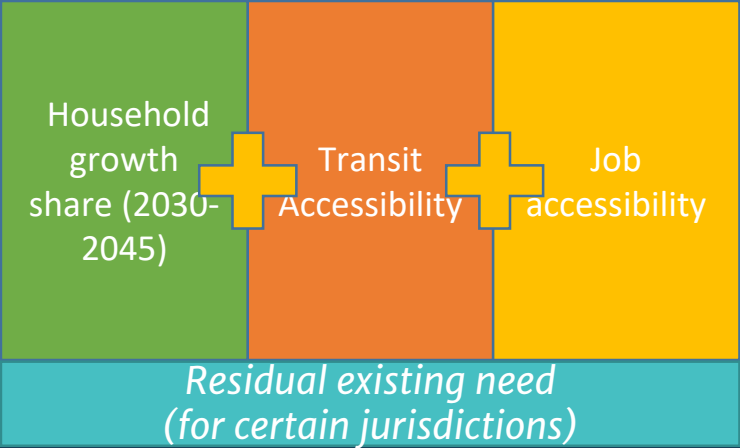 Household
growth
share (2030-
2045)
Transit
Accessibility
Job
accessibility
Residual existing need
(for certain jurisdictions)